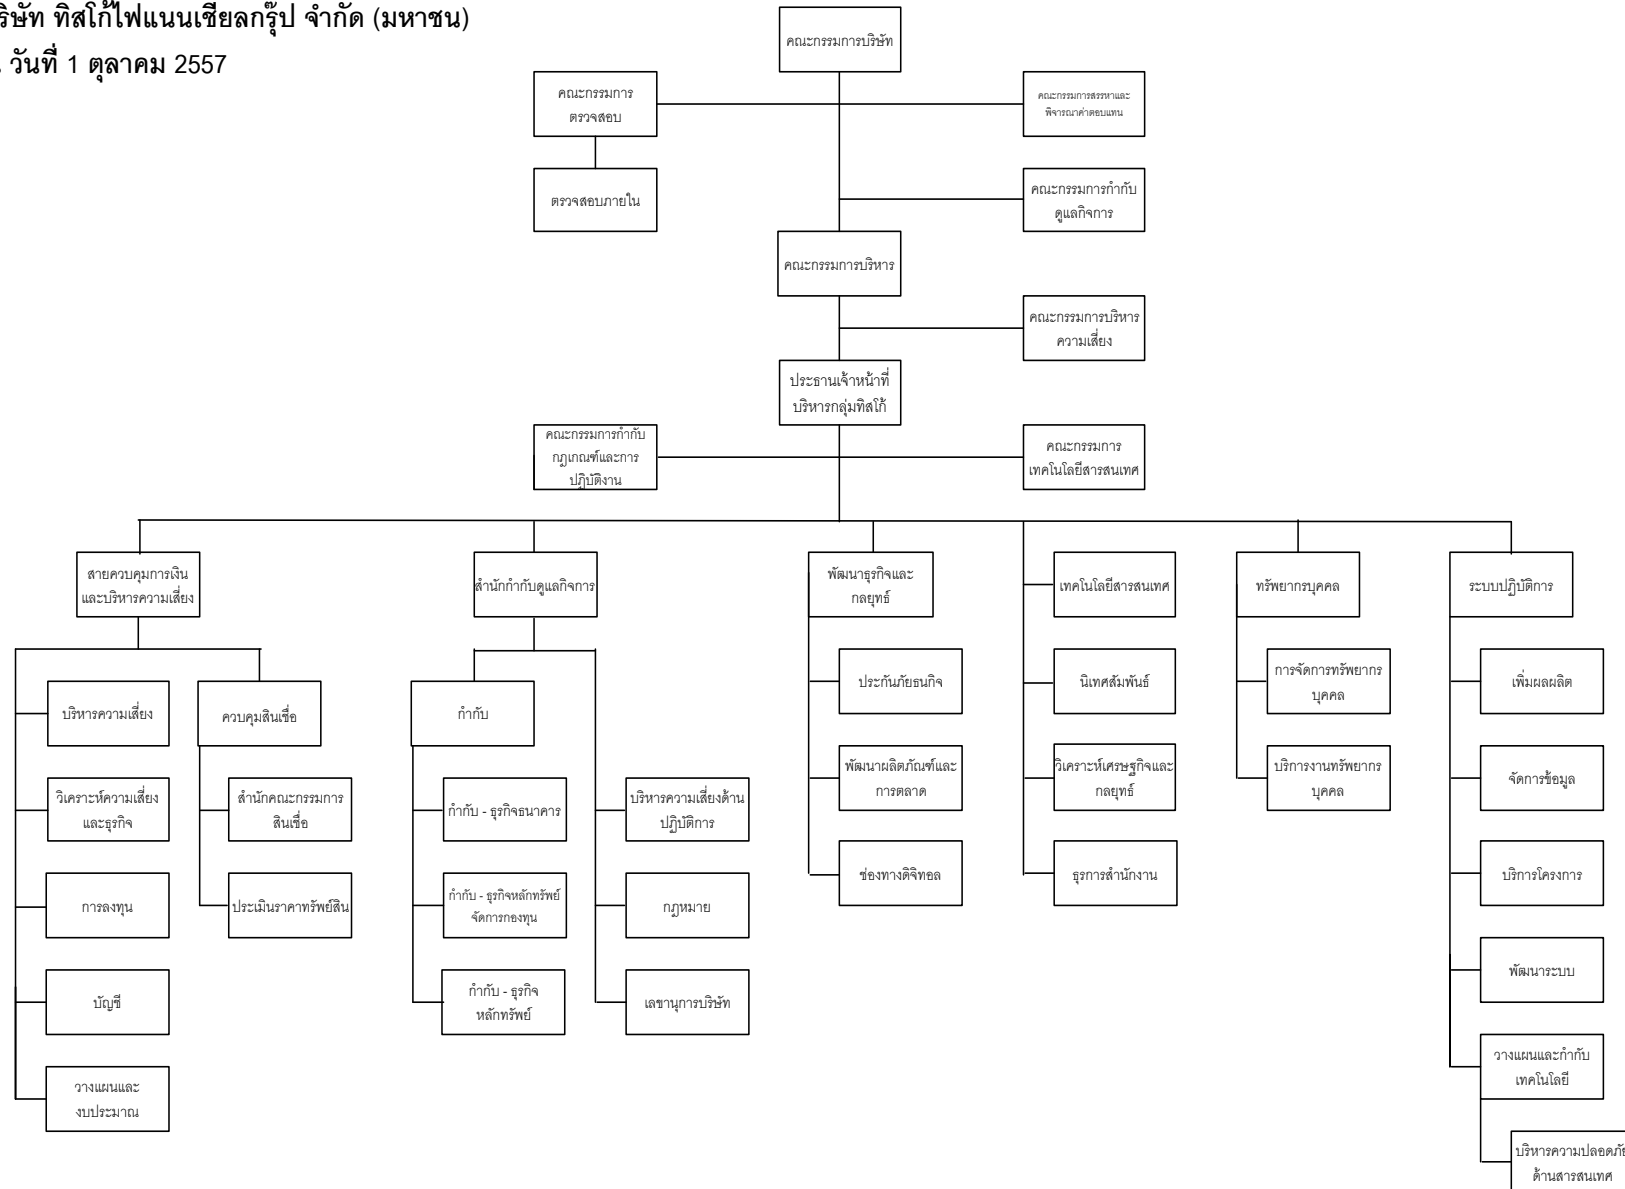 ริษัท ทิสโก้ไฟแนนเชียลกรุ๊ป จำกัด (มหาชน)
วันที่ 1 ตุลาคม 2557
คณะกรรมการบริษัท
คณะกรรมการ
ตรวจสอบ
คณะกรรมการสรรหาและ
พิจารณาค่าตอบแทน
ตรวจสอบภายใน
คณะกรรมการกำกับ
ดูแลกิจการ
คณะกรรมการบริหาร
คณะกรรมการบริหาร
ความเสี่ยง
ประธานเจ้าหน้าที่
บริหารกลุ่มทิสโก้
คณะกรรมการกำกับ
กฎเกณฑ์และการ
ปฏิบัติงาน
คณะกรรมการ
เทคโนโลยีสารสนเทศ
สายควบคุมการเงิน
และบริหารความเสี่ยง
สำนักกำกับดูแลกิจการ
พัฒนาธุรกิจและ
กลยุทธ์
เทคโนโลยีสารสนเทศ
ทรัพยากรบุคคล
ระบบปฏิบัติการ
บริหารความเสี่ยง
ควบคุมสินเชื่อ
กำกับ
ประกันภัยธนกิจ
นิเทศสัมพันธ์
การจัดการทรัพยากร
บุคคล
เพิ่มผลผลิต
วิเคราะห์ความเสี่ยง
และธุรกิจ
สำนักคณะกรรมการ
สินเชื่อ
กำกับ - ธุรกิจธนาคาร
บริหารความเสี่ยงด้าน
ปฏิบัติการ
พัฒนาผลิตภัณฑ์และ
การตลาด
วิเคราะห์เศรษฐกิจและ
กลยุทธ์
บริการงานทรัพยากร
บุคคล
จัดการข้อมูล
การลงทุน
ประเมินราคาทรัพย์สิน
กำกับ - ธุรกิจหลักทรัพย์
จัดการกองทุน
กฎหมาย
ช่องทางดิจิทอล
ธุรการสำนักงาน
บริการโครงการ
บัญชี
กำกับ - ธุรกิจ
หลักทรัพย์
เลขานุการบริษัท
พัฒนาระบบ
วางแผนและ
งบประมาณ
วางแผนและกำกับ
เทคโนโลยี
บริหารความปลอดภัย
ด้านสารสนเทศ